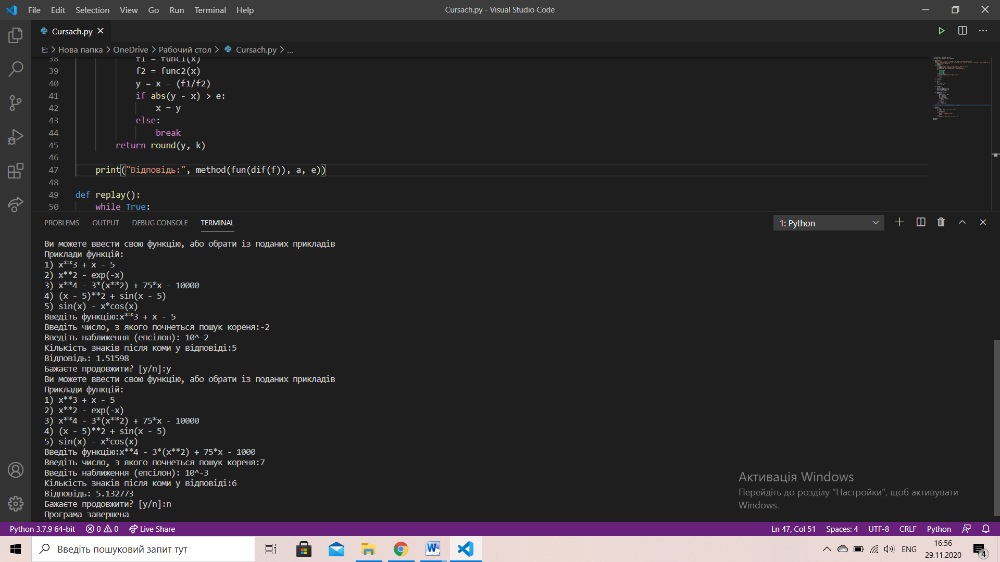 File Edit Selection View Go Run Terminal Help
Cursach.py - Visual Studio Code
Cursach.py
E: > Нова папка > OneDrive > Рабочий стол > Cursach.py > ...
38 f1 = func1(x)
39 f2 = func2(x)
40 y = x - (f1/f2)
41 if abs(y - x) > e:
42 x = y
43 else:
44 break
45 return round(y, k)
46
47 print("Відповідь:", method(fun(dif(f)), a, e))
48
49 def replay():
50 while True:
PROBLEMS OUTPUT DEBUG CONSOLE TERMINAL
1: Python
Ви можете ввести свою функцію, або обрати із поданих прикладів
Приклади функцій:
1) x**3 + x - 5
2) x**2 - exp(-x)
3) x**4 - 3*(x**2) + 75*x - 10000
4) (x - 5)**2 + sin(x - 5)
5) sin(x) - x*cos(x)
Введіть функцію:x**3 + x - 5
Введіть число, з якого почнеться пошук кореня:-2
Введіть наближення (епсілон): 10^-2
Кількість знаків після коми у відповіді:5
Відповідь: 1.51598
Бажаєте продовжити? [y/n]:y
Ви можете ввести свою функцію, або обрати із поданих прикладів
Приклади функцій:
1) x**3 + x - 5
2) x**2 - exp(-x)
3) x**4 - 3*(x**2) + 75*x - 10000
4) (x - 5)**2 + sin(x - 5)
5) sin(x) - x*cos(x)
Введіть функцію:x**4 - 3*(x**2) + 75*x - 1000
Введіть число, з якого почнеться пошук кореня:7
Введіть наближення (епсілон): 10^-3
Кількість знаків після коми у відповіді:6
Відповідь: 5.132773
Бажаєте продовжити? [y/n]:n
Програма завершена
Активація Windows
Перейдіть до розділу "Настройки", щоб активувати
Windows.
Python 3.7.9 64-bit 0 0 Live Share
Ln 47, Col 51 Spaces: 4 UTF-8 CRLF Python
Введіть пошуковий запит тут
ENG
16:56
29.11.2020
4